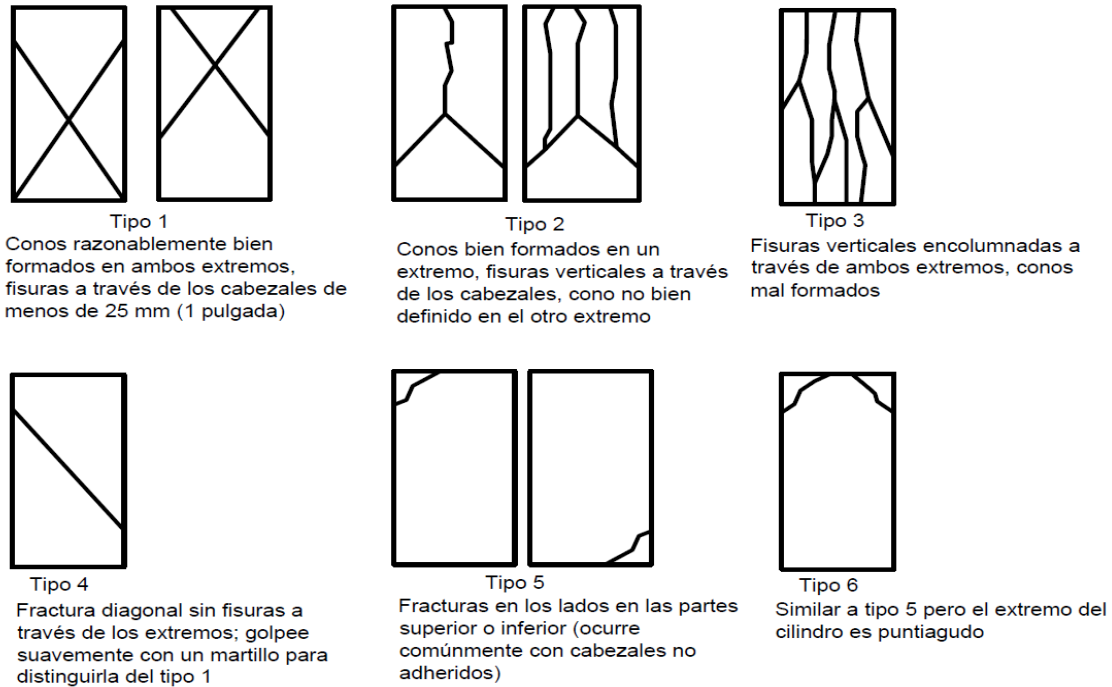 Tipo 1
Conos razonablemente bien
formados en ambos extremos,
fisuras a través de los cabezales de
menos de 25 mm (1 pulgada)
Tipo 2
Conos bien formados en un
extremo, fisuras verticales a través
de los cabezales, cono no bien
definido en el otro extremo
Tipo 3
Fisuras verticales encolumnadas a
través de ambos extremos, conos
mal formados
Tipo 4
Fractura diagonal sin fisuras a
través de los extremos; golpee
suavemente con un martillo para
distinguirla del tipo 1
Tipo 5
Fracturas en los lados en las partes
superior o inferior (ocurre
comúnmente con cabezales no
adheridos)
Tipo 6
Similar a tipo 5 pero el extremo del
cilindro es puntiagudo